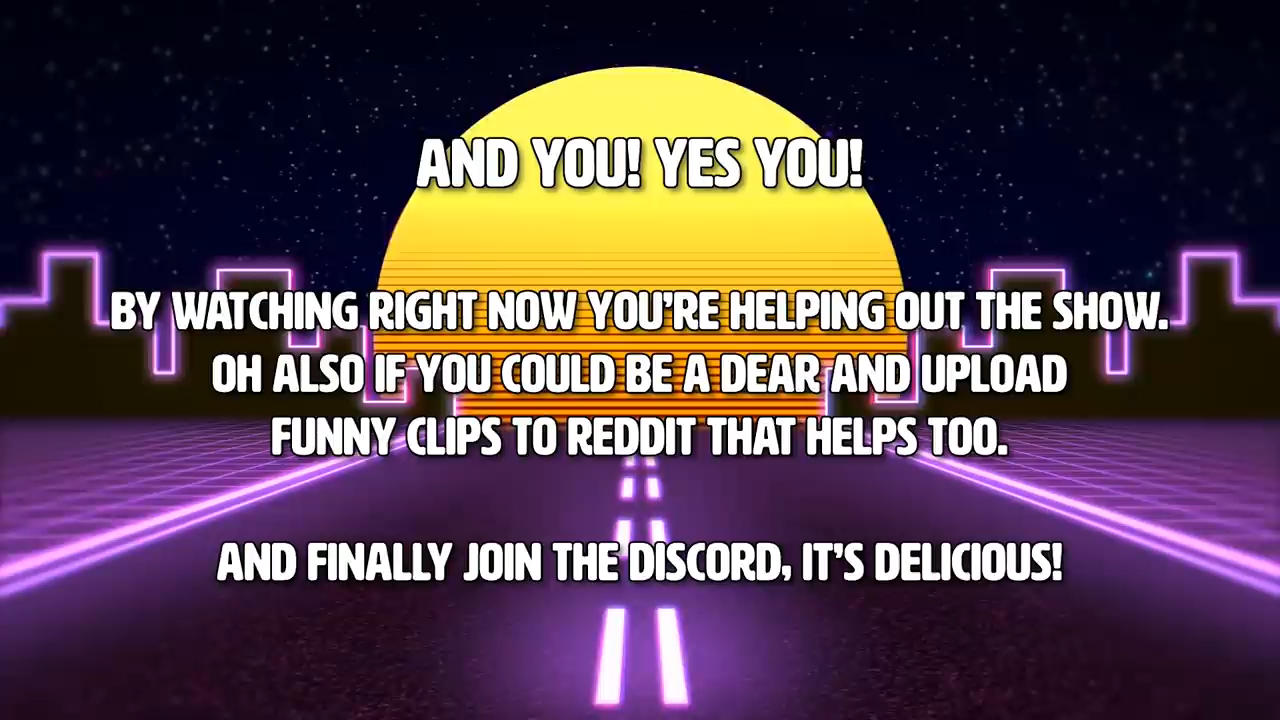 AND YOU! YES YOU!
BY WATCHING RIGHT NOW YOU'RE HELPING OUT THE SHOW.
OH ALSO IF YOU COULD BE A DEAR AND UPLOAD
FUNNY CLIPS TO REDDIT THAT HELPS TOO.
AND FINALLY JOIN THE DISCORD, IT'S DELICIOUS!